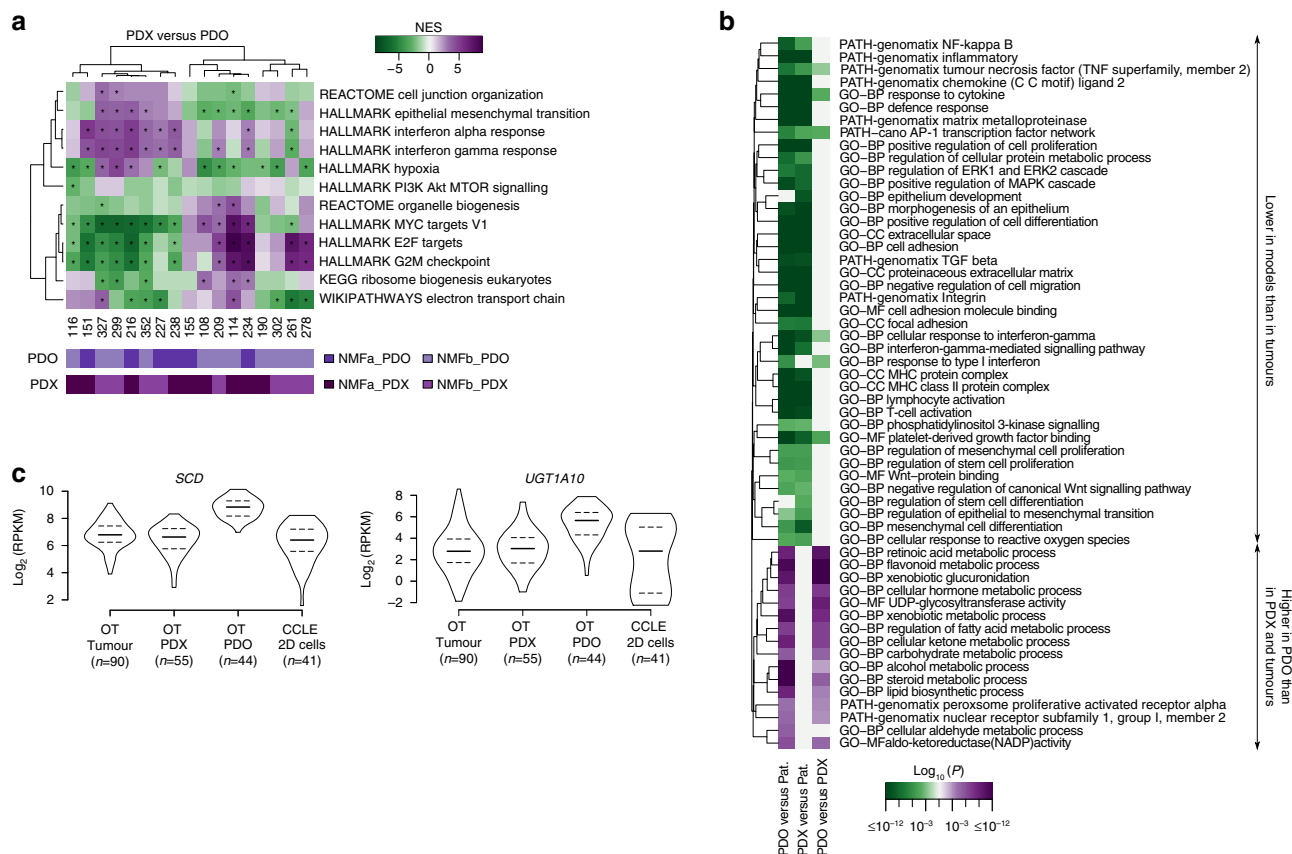 a
PDX versus PDO
NES
−5 0 5
REACTOME cell junction organization
HALLMARK epithelial mesenchymal transition
HALLMARK interferon alpha response
HALLMARK interferon gamma response
HALLMARK hypoxia
HALLMARK PI3K Akt MTOR signalling
REACTOME organelle biogenesis
HALLMARK MYC targets V1
HALLMARK E2F targets
HALLMARK G2M checkpoint
KEGG ribosome biogenesis eukaryotes
WIKIPATHWAYS electron transport chain
116 151 327 299 216 352 227 238 155 108 209 114 234 190 302 261 278
PDO
NMFa_PDO NMFb_PDO
PDX
NMFa_PDX NMFb_PDX
b
PATH-genomatix NF-kappa B
PATH-genomatix inflammatory
PATH-genomatix tumour necrosis factor (TNF superfamily, member 2)
PATH-genomatix chemokine (C C motif) ligand 2
GO−BP response to cytokine
GO−BP defence response
PATH-genomatix matrix metalloproteinase
PATH−cano AP-1 transcription factor network
GO−BP positive regulation of cell proliferation
GO−BP regulation of cellular protein metabolic process
GO−BP regulation of ERK1 and ERK2 cascade
GO−BP positive regulation of MAPK cascade
GO−BP epithelium development
GO−BP morphogenesis of an epithelium
GO−BP positive regulation of cell differentiation
GO−CC extracellular space
GO−BP cell adhesion
PATH-genomatix TGF beta
GO−CC proteinaceous extracellular matrix
GO−BP negative regulation of cell migration
PATH-genomatix Integrin
GO−MF cell adhesion molecule binding
GO−CC focal adhesion
GO−BP cellular response to interferon-gamma
GO−BP interferon-gamma-mediated signalling pathway
GO−BP response to type I interferon
GO−CC MHC protein complex
GO−CC MHC class II protein complex
GO−BP lymphocyte activation
GO−BP T-cell activation
GO−BP phosphatidylinositol 3-kinase signalling
GO−MF platelet-derived growth factor binding
GO−BP regulation of mesenchymal cell proliferation
GO−BP regulation of stem cell proliferation
GO−MF Wnt−protein binding
GO−BP negative regulation of canonical Wnt signalling pathway
GO−BP regulation of stem cell differentiation
GO−BP regulation of epithelial to mesenchymal transition
GO−BP mesenchymal cell differentiation
GO−BP cellular response to reactive oxygen species
GO−BP retinoic acid metabolic process
GO−BP flavonoid metabolic process
GO−BP xenobiotic glucuronidation
GO−BP cellular hormone metabolic process
GO−MF UDP-glycosyltransferase activity
GO−BP xenobiotic metabolic process
GO−BP regulation of fatty acid metabolic process
GO−BP cellular ketone metabolic process
GO−BP carbohydrate metabolic process
GO−BP alcohol metabolic process
GO−BP steroid metabolic process
GO−BP lipid biosynthetic process
PATH-genomatix peroxsome proliferative activated receptor alpha
PATH-genomatix nuclear receptor subfamily 1, group I, member 2
GO−BP cellular aldehyde metabolic process
GO−MFaldo-ketoreductase(NADP)activity
Lower in models than in
tumours
Higher in PDO than
in PDX and tumours
PDO versus Pat.
PDX versus Pat.
PDO versus PDX
Log10 (P)
≤10−12 10−3 10−3 ≤10−12
c
SCD
Log2 (RPKM)
10
8
6
4
2
OT
Tumour
(n=90)
OT
PDX
(n=55)
OT
PDO
(n=44)
CCLE
2D cells
(n=41)
UGT1A10
Log2 (RPKM)
8
6
4
2
0
−2
OT
Tumour
(n=90)
OT
PDX
(n=55)
OT
PDO
(n=44)
CCLE
2D cells
(n=41)